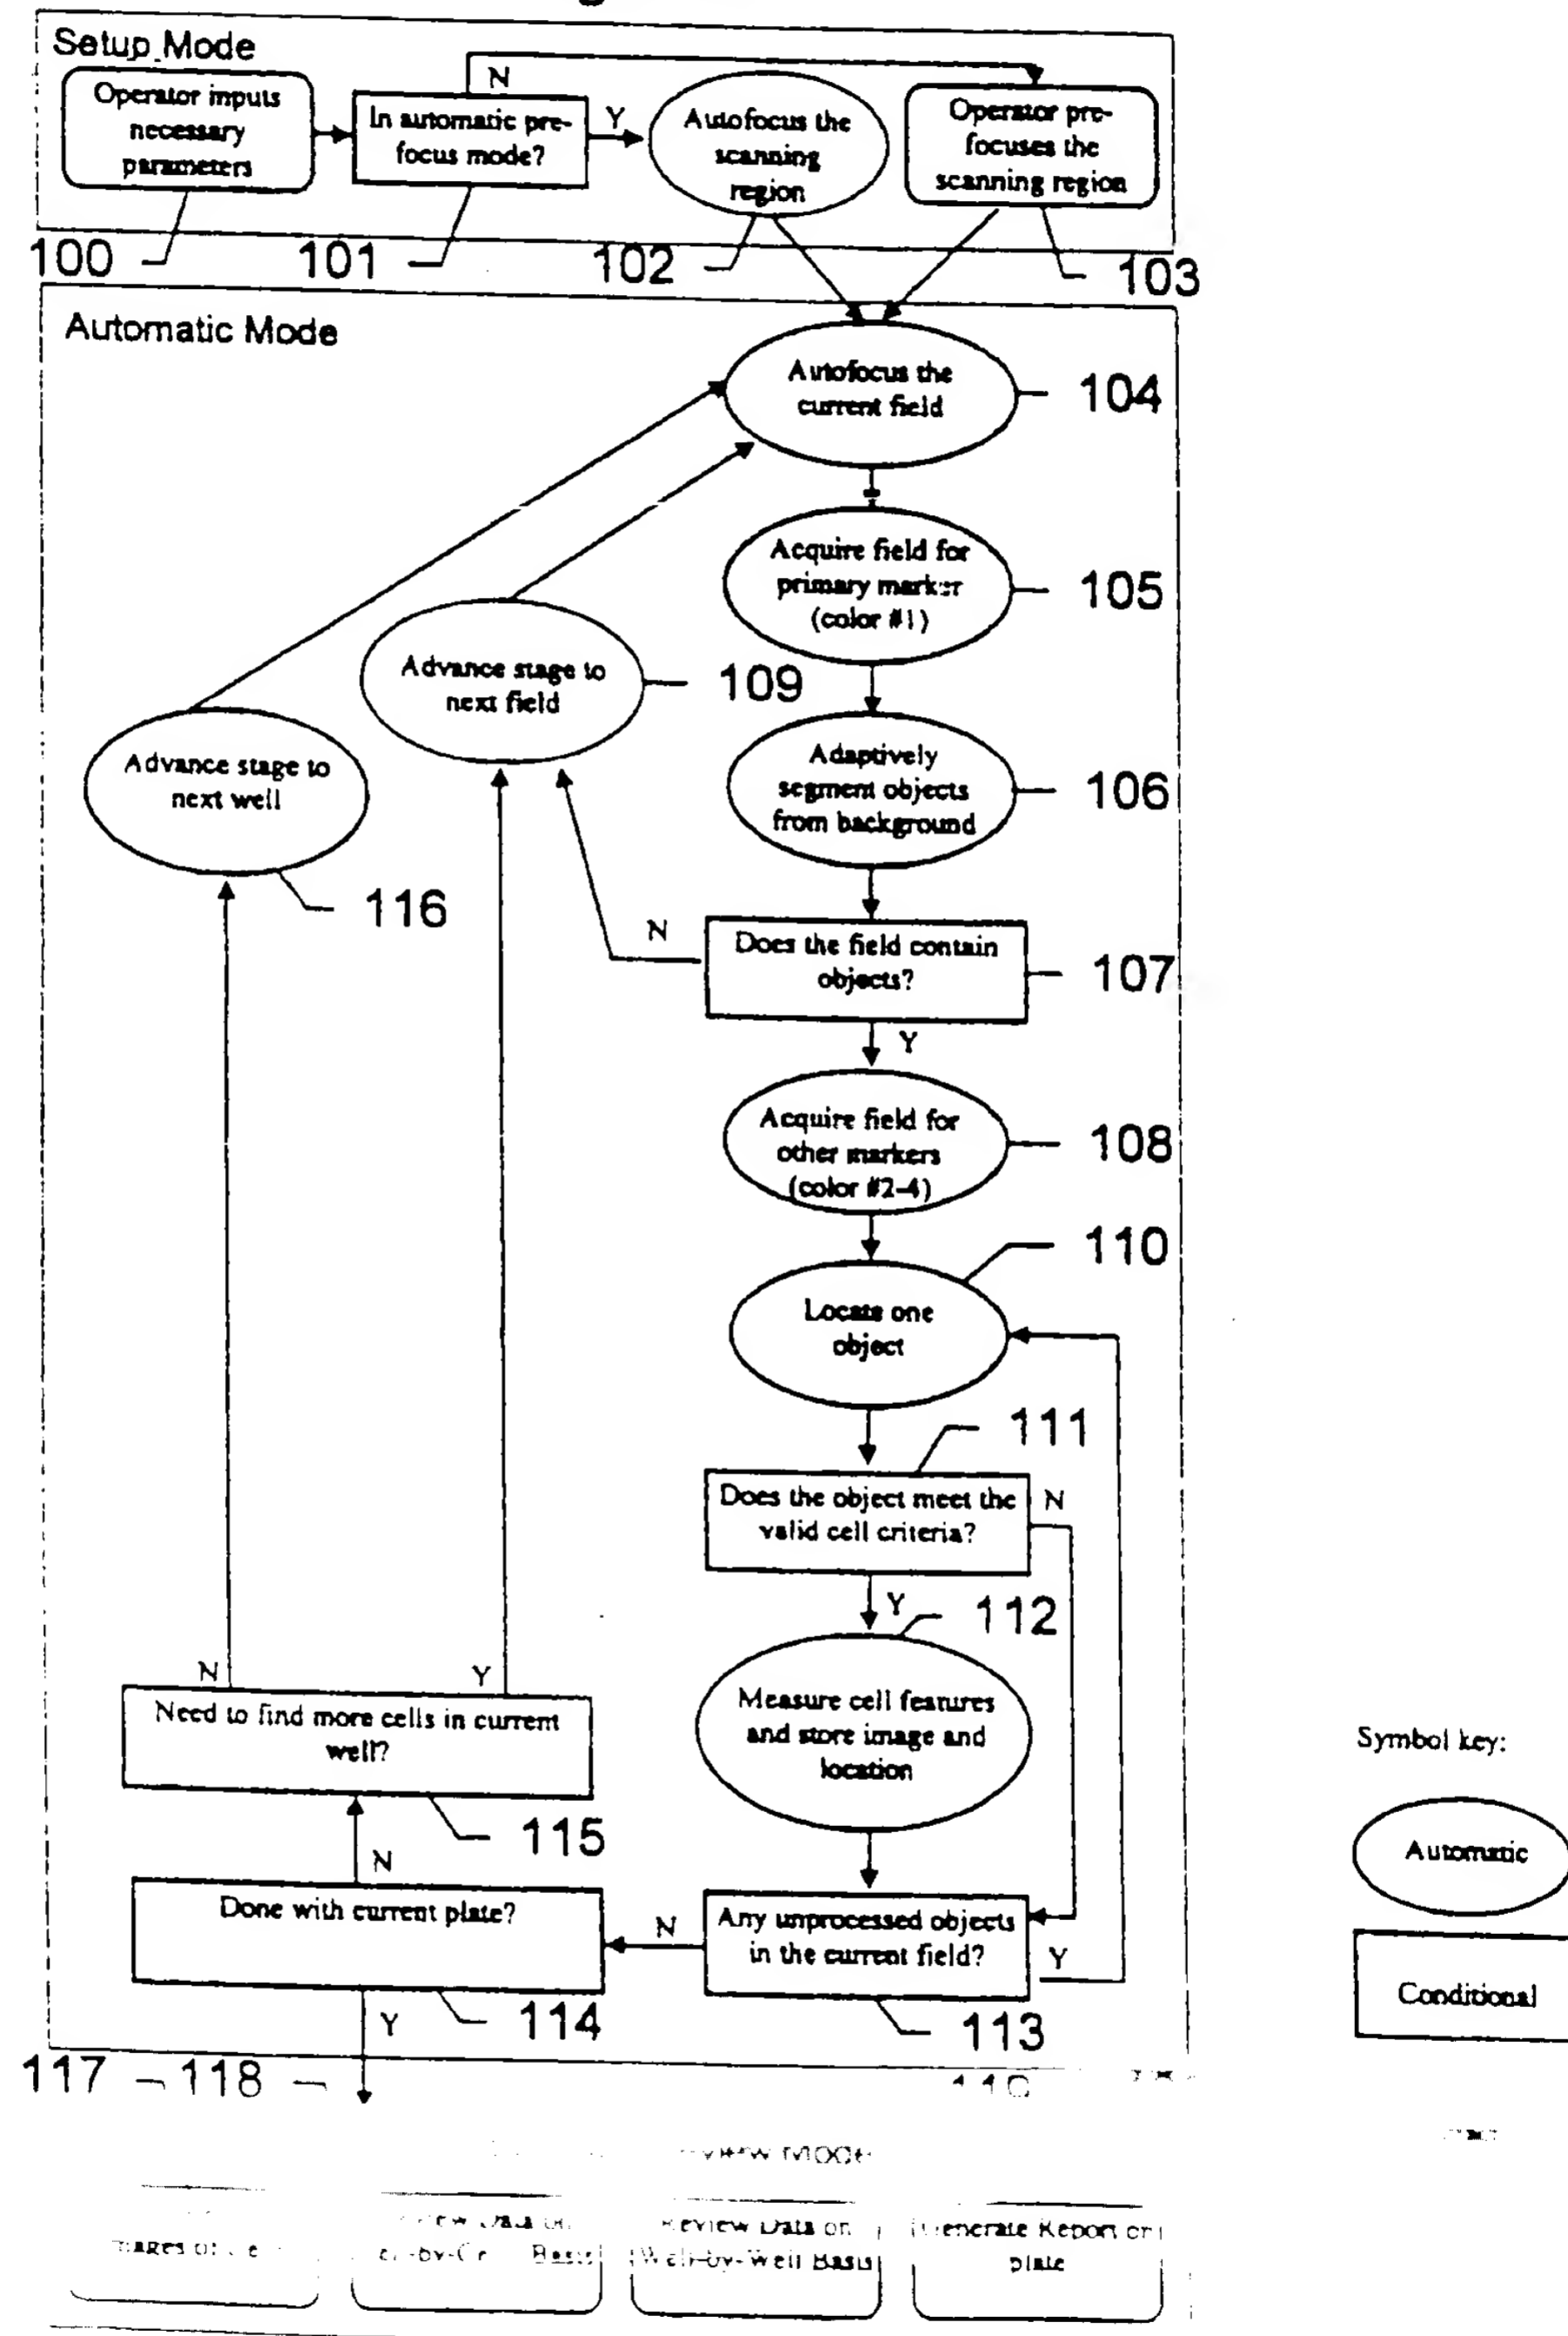 Setup Mode
Operator inputs
necessary
parameters
N
In automatic pre-
focus mode?
Y
Autofocus the
scanning
region
Operator pre-
focuses the
scanning region
100
101
102
103
Automatic Mode
Autofocus the
current field
104
Acquire field for
primary marker
(color #1)
105
Advance stage to
next field
109
Advance stage to
next well
116
Adaptively
segment objects
from background
106
N
Does the field contain
objects?
107
Y
Acquire field for
other markers
(color #2-4)
108
110
Locate one
object
111
Does the object meet the
valid cell criteria?
N
Y
112
Measure cell features
and store image and
location
N
Y
Need to find more cells in current
well?
115
N
Done with current plate?
N
Any unprocessed objects
in the current field?
Y
114
Y
113
117
118
Symbol key:
Automatic
Conditional
Mode
Data
Basis
Review Data on
Well-by-Well Basis
Generate Report on
plate